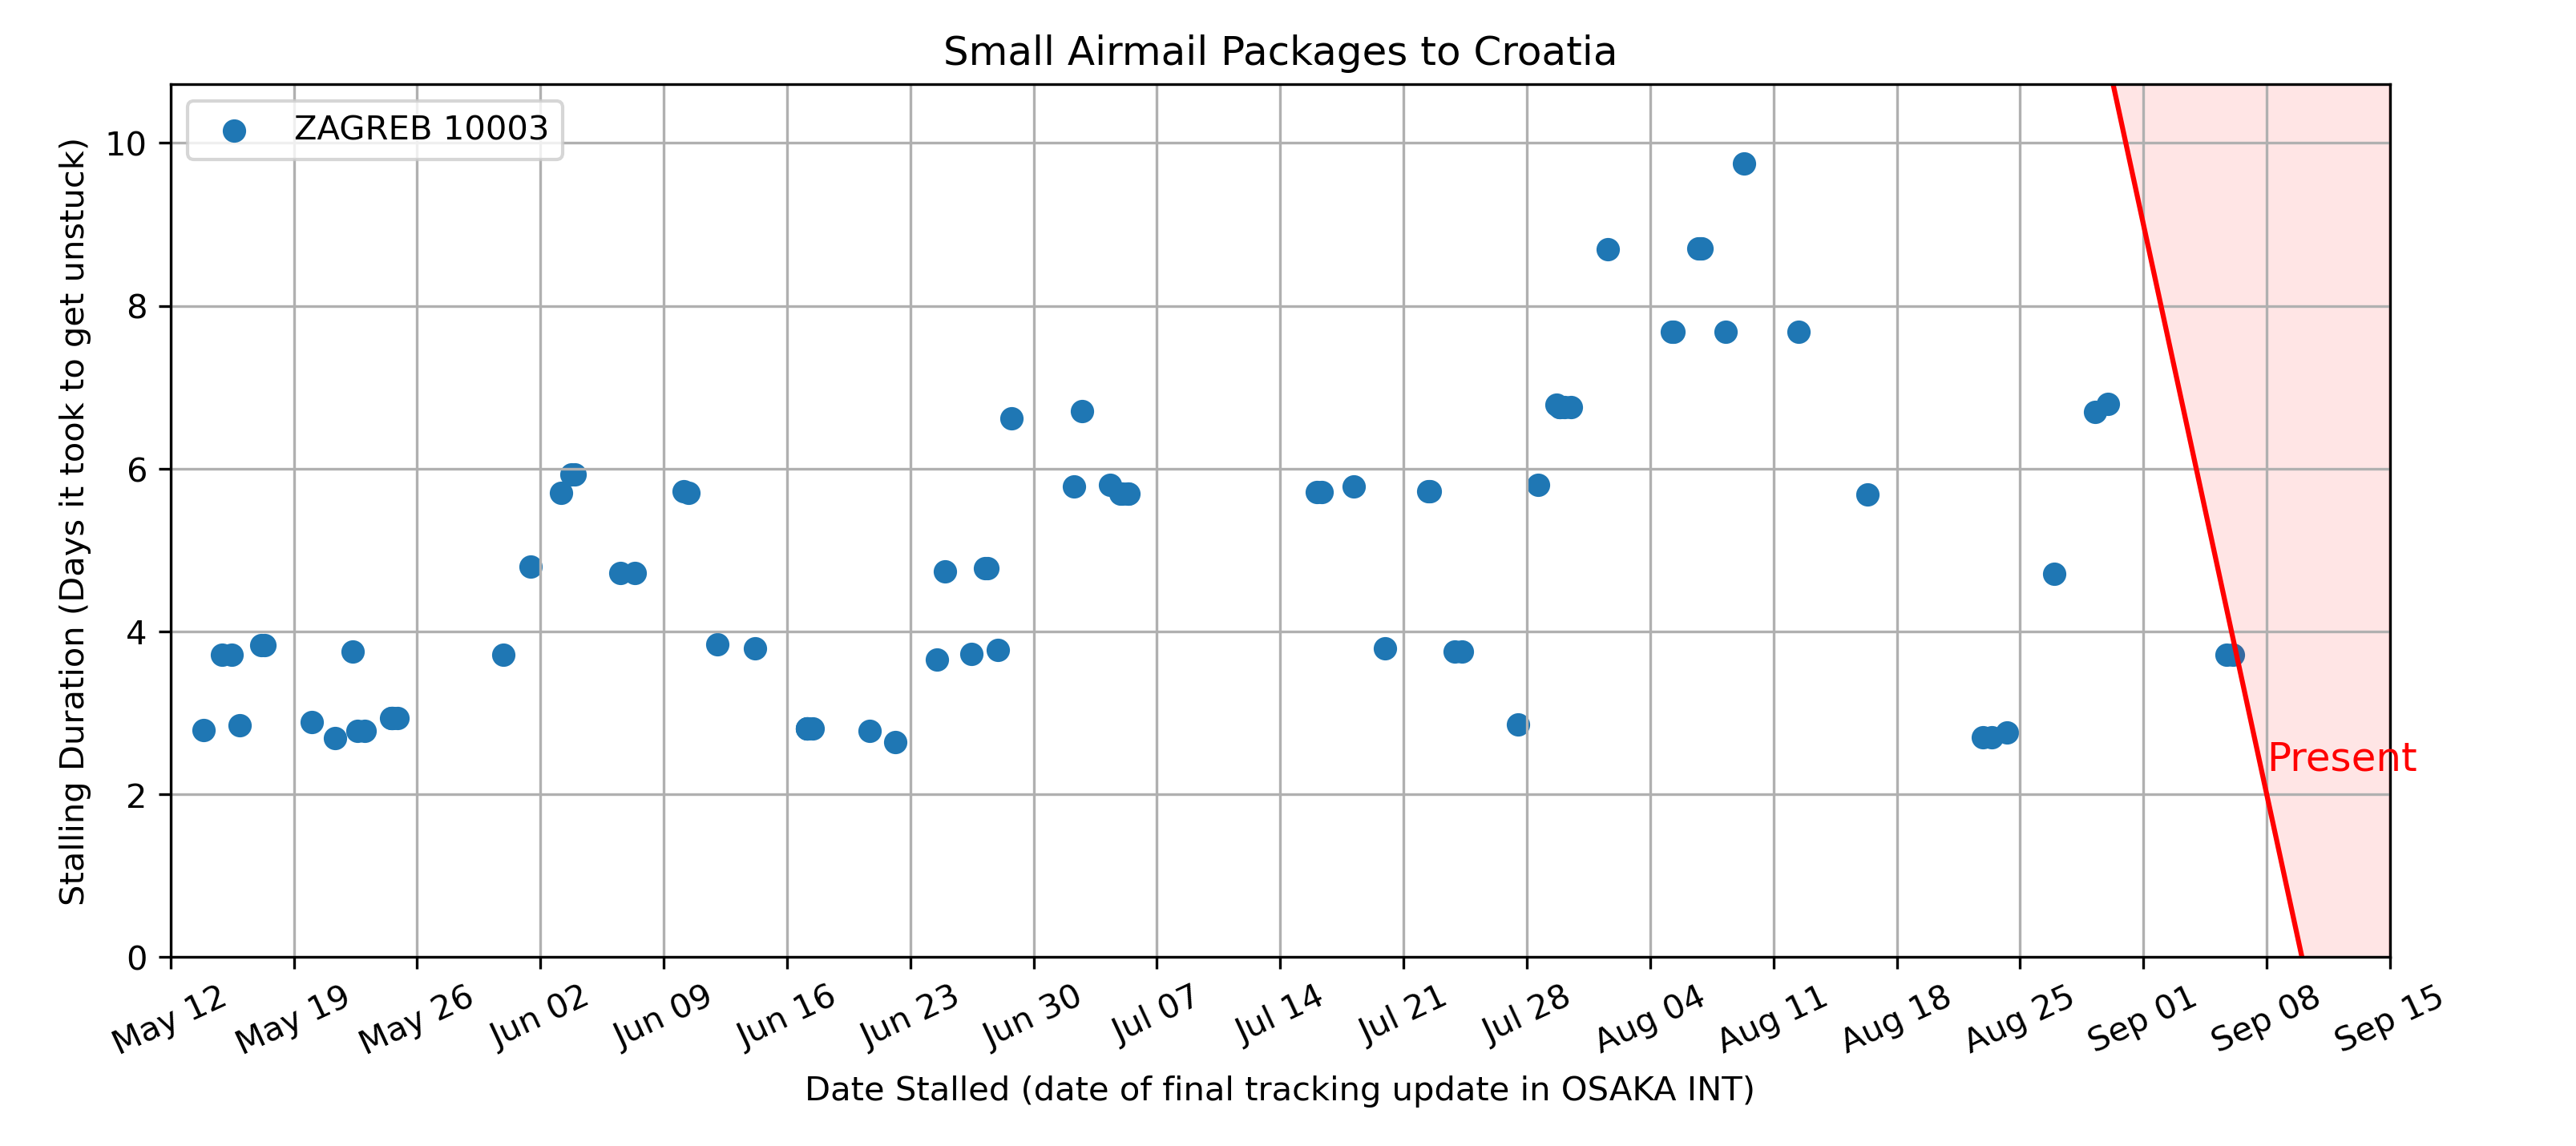 Small Airmail Packages to Croatia
ZAGREB 10003
Stalling Duration (Days it took to get unstuck)
10
8
6
4
2
0
Present
May 12
May 19
May 26
Jun 02
Jun 09
Jun 16
Jun 23
Jun 30
Jul 07
Jul 14
Jul 21
Jul 28
Aug 04
Aug 11
Aug 18
Aug 25
Sep 01
Sep 08
Sep 15
Date Stalled (date of final tracking update in OSAKA INT)